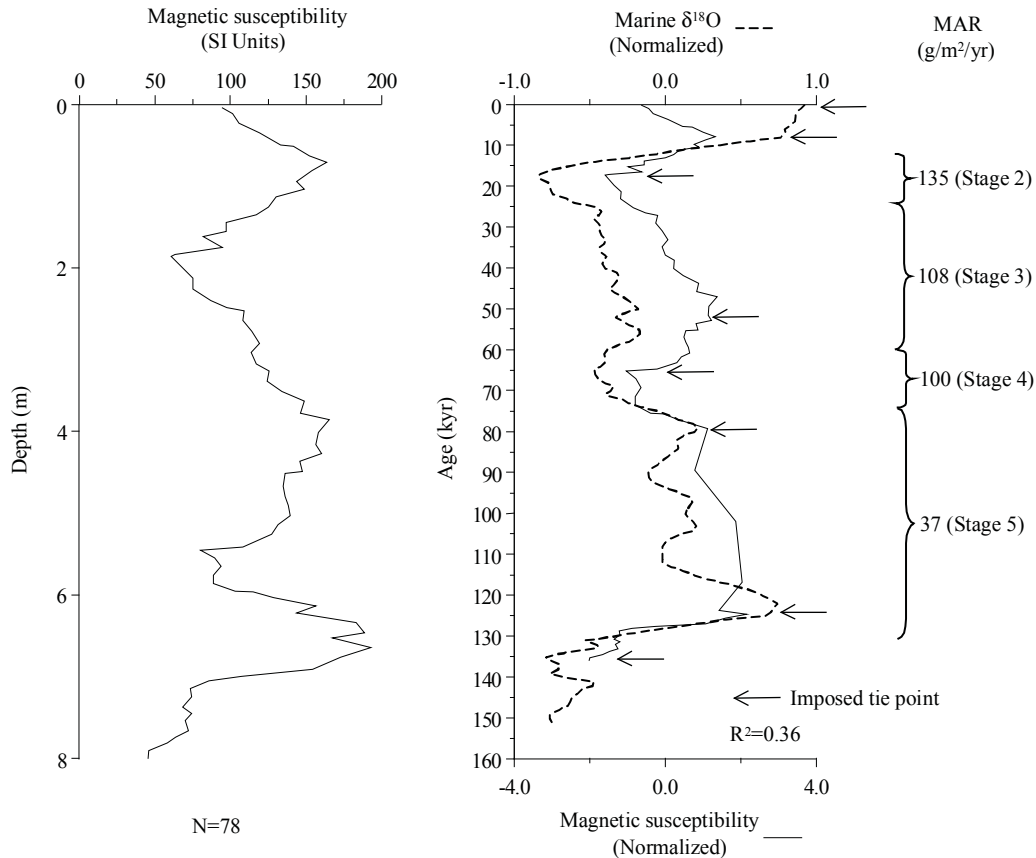 Magnetic susceptibility
(SI Units)
0 50 100 150 200
0
2
4
6
8
Depth (m)
N=78
Marine δ¹⁸O
(Normalized)
-1.0 0.0 1.0
0
10
20
30
40
50
60
70
80
90
100
110
120
130
140
150
160
Age (kyr)
Imposed tie point
R²=0.36
-4.0 0.0 4.0
Magnetic susceptibility
(Normalized)
MAR
(g/m²/yr)
135 (Stage 2)
108 (Stage 3)
100 (Stage 4)
37 (Stage 5)